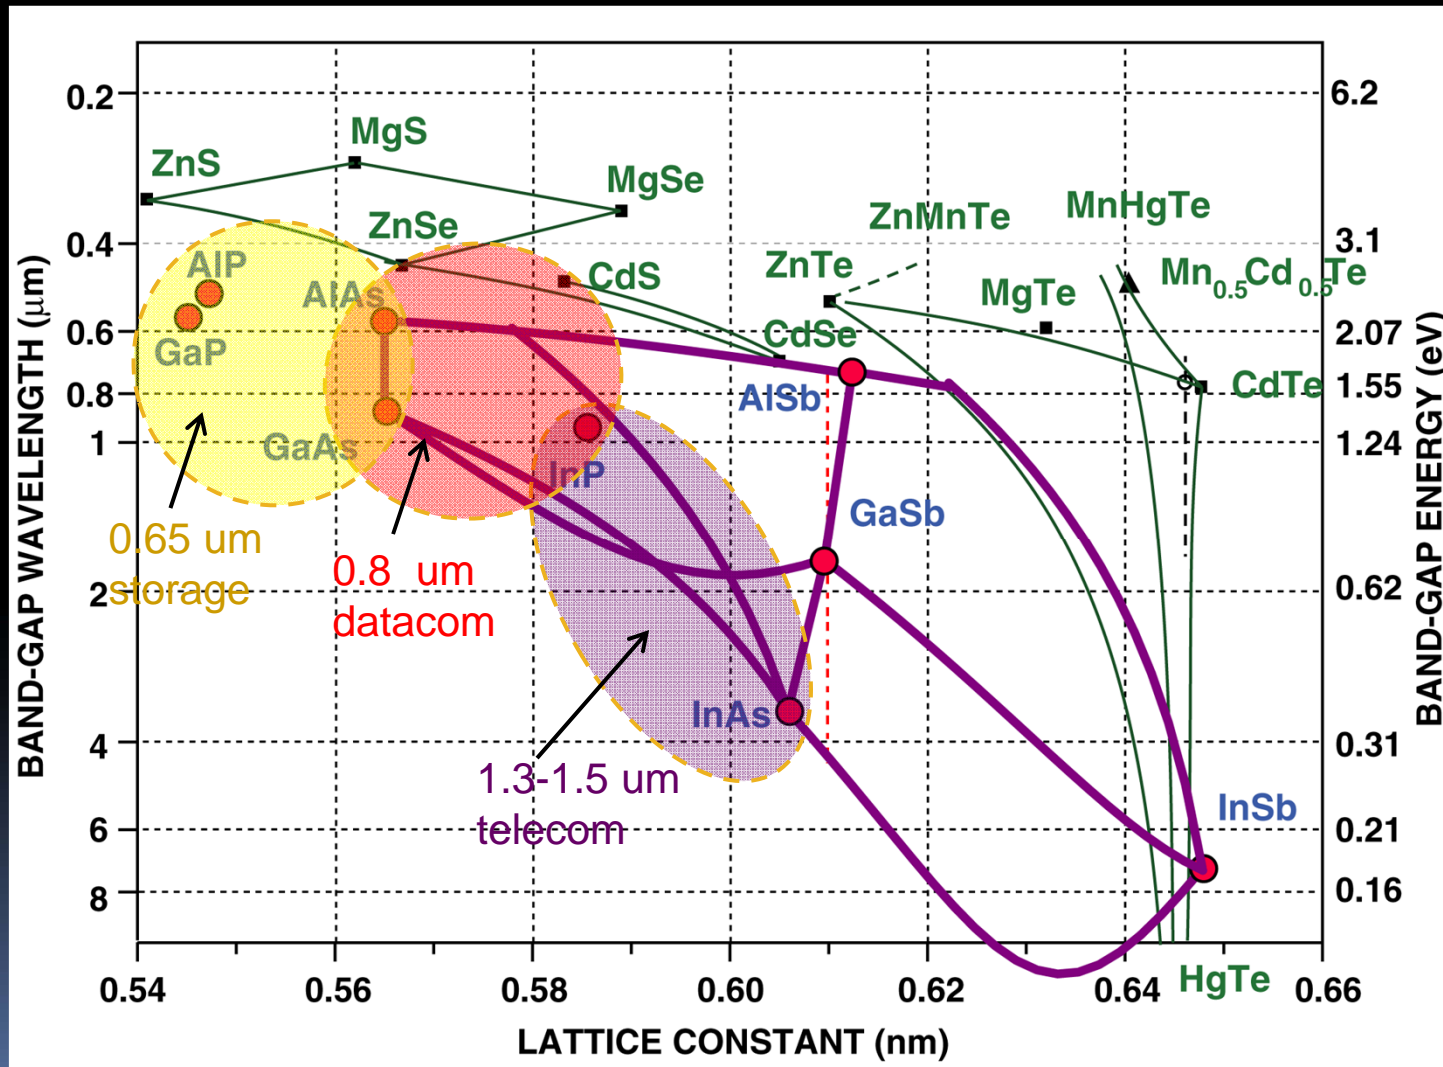 0.2
6.2
MgS
ZnS
MgSe
ZnSe
ZnMnTe
MnHgTe
0.4
3.1
AlP
ZnTe
Mn0.5Cd0.5Te
CdS
AlAs
MgTe
0.6
CdSe
2.07
GaP
0.8
AlSb
1.55
CdTe
1
GaAs
1.24
InP
GaSb
0.65 um
storage
0.8 um
datacom
2
0.62
InAs
4
0.31
1.3-1.5 um
telecom
InSb
6
0.21
8
0.16
HgTe
0.54
0.56
0.58
0.60
0.62
0.64
0.66
LATTICE CONSTANT (nm)
BAND-GAP WAVELENGTH (μm)
BAND-GAP ENERGY (eV)